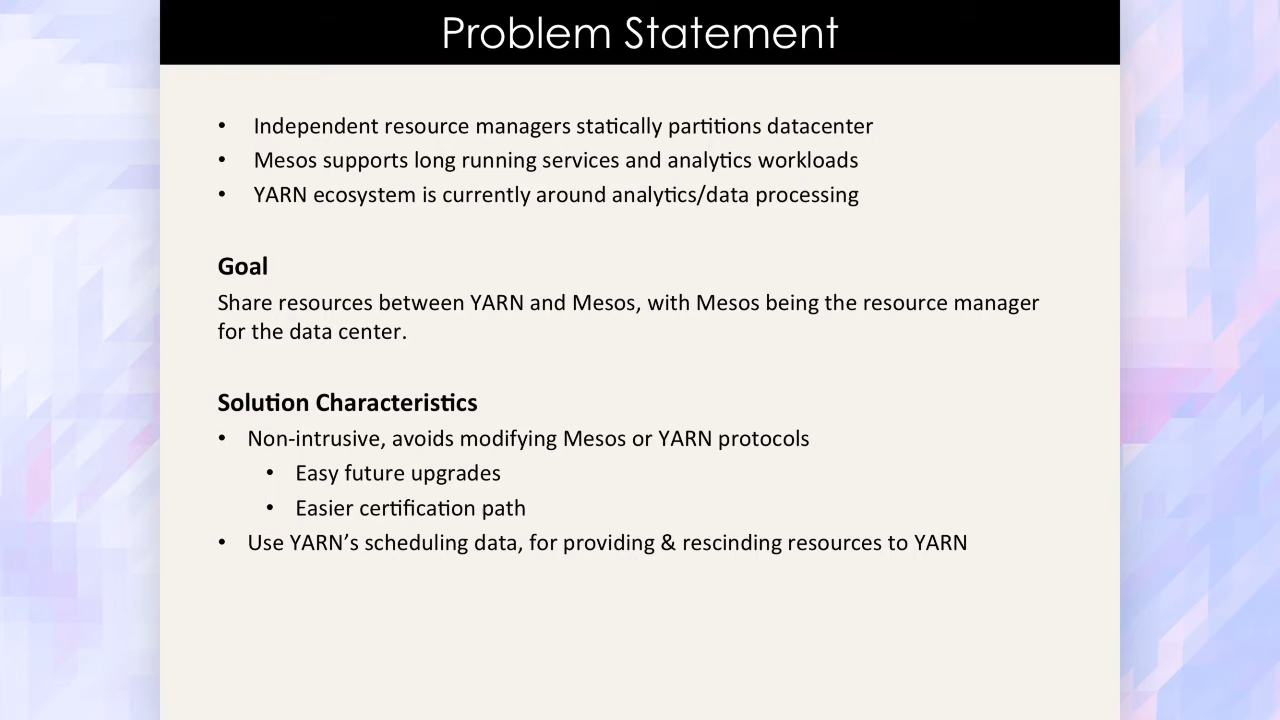 Problem Statement
• Independent resource managers statically partitions datacenter
• Mesos supports long running services and analytics workloads
• YARN ecosystem is currently around analytics/data processing
Goal
Share resources between YARN and Mesos, with Mesos being the resource manager
for the data center.
Solution Characteristics
• Non-intrusive, avoids modifying Mesos or YARN protocols
• Easy future upgrades
• Easier certification path
• Use YARN’s scheduling data, for providing & rescinding resources to YARN